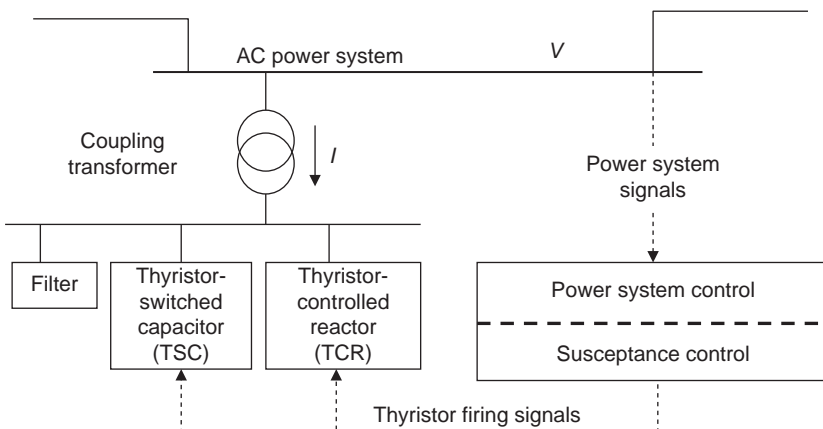 AC power system
V
Coupling
transformer
I
Power system
signals
Filter
Thyristor-
switched
capacitor
(TSC)
Thyristor-
controlled
reactor
(TCR)
Power system control
Susceptance control
Thyristor firing signals